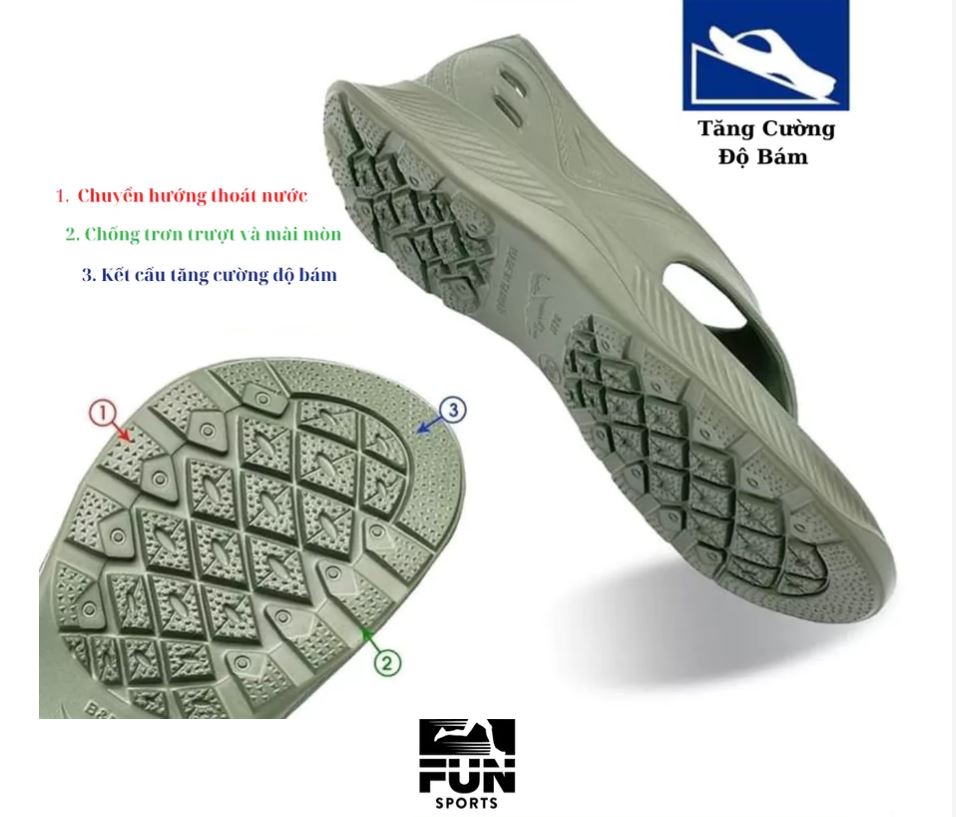 Tăng Cường
Độ Bám
1. Chuyển hướng thoát nước
2. Chống trơn trượt và mài mòn
3. Kết cấu tăng cường độ bám
1
3
2
FUN
SPORTS